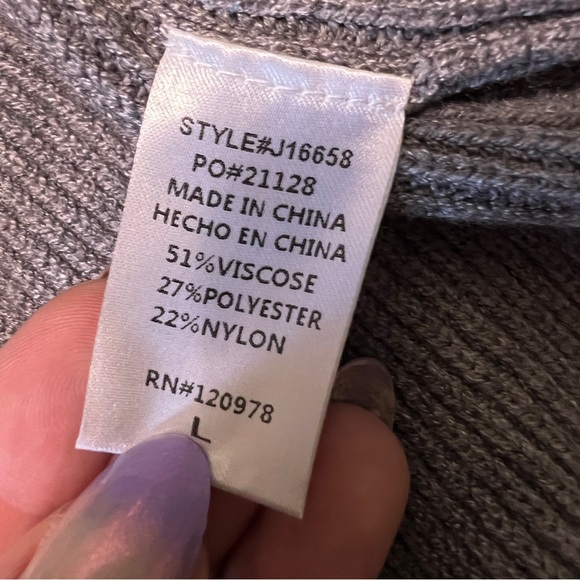 STYLE#J16658
PO#21128
MADE IN CHINA
HECHO EN CHINA
51%VISCOSE
27%POLYESTER
22%NYLON
RN#120978
L